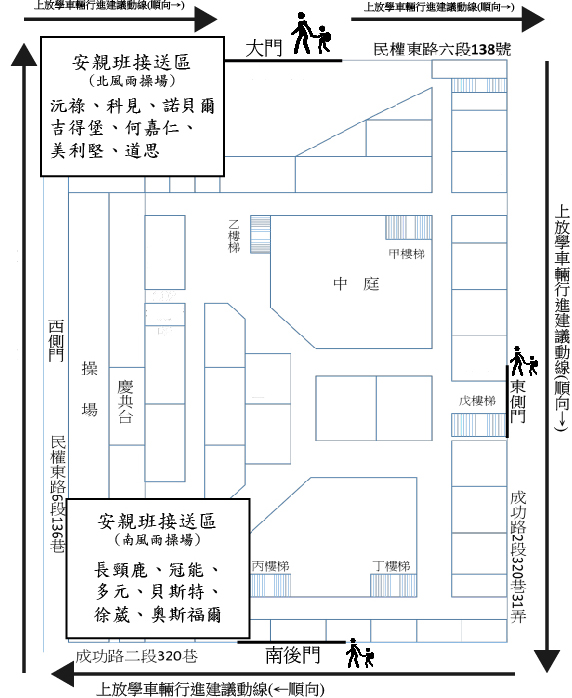 上放學車輛行進建議動線(順向→)
上放學車輛行進建議動線(順向→)
大門
民權東路六段138號
安親班接送區
(北風雨操場)
沅祿、科見、諾貝爾
吉得堡、何嘉仁、
美利堅、道思
乙樓梯
甲樓梯
中庭
上放學車輛行進建議動線(順向→)
西側門
操場
慶典台
戊樓梯
東側門
民權東路6段136巷
成功路2段320巷31弄
安親班接送區
(南風雨操場)
長頸鹿、冠能、
多元、貝斯特、
徐葳、奧斯福爾
丙樓梯
丁樓梯
成功路二段320巷
南後門
上放學車輛行進建議動線(←順向)